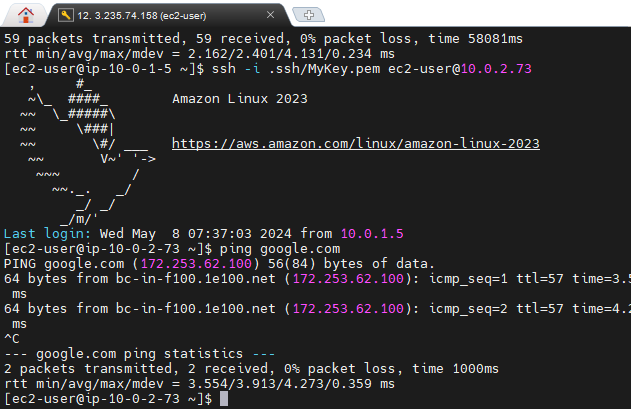 12. 3.235.74.158 (ec2-user)
59 packets transmitted, 59 received, 0% packet loss, time 58081ms
rtt min/avg/max/mdev = 2.162/2.401/4.131/0.234 ms
[ec2-user@ip-10-0-1-5 ~]$ ssh -i .ssh/MyKey.pem ec2-user@10.0.2.73
   ,     #_
   ~\_  ####_        Amazon Linux 2023
  ~~  \_#####\
  ~~     \###|
  ~~       \#/ ___   https://aws.amazon.com/linux/amazon-linux-2023
   ~~       V~' '->
    ~~~         /
      ~~._.   _/
         _/ _/
       _/m/'
Last login: Wed May  8 07:37:03 2024 from 10.0.1.5
[ec2-user@ip-10-0-2-73 ~]$ ping google.com
PING google.com (172.253.62.100) 56(84) bytes of data.
64 bytes from bc-in-f100.1e100.net (172.253.62.100): icmp_seq=1 ttl=57 time=3.5
 ms
64 bytes from bc-in-f100.1e100.net (172.253.62.100): icmp_seq=2 ttl=57 time=4.2
 ms
^C
--- google.com ping statistics ---
2 packets transmitted, 2 received, 0% packet loss, time 1000ms
rtt min/avg/max/mdev = 3.554/3.913/4.273/0.359 ms
[ec2-user@ip-10-0-2-73 ~]$